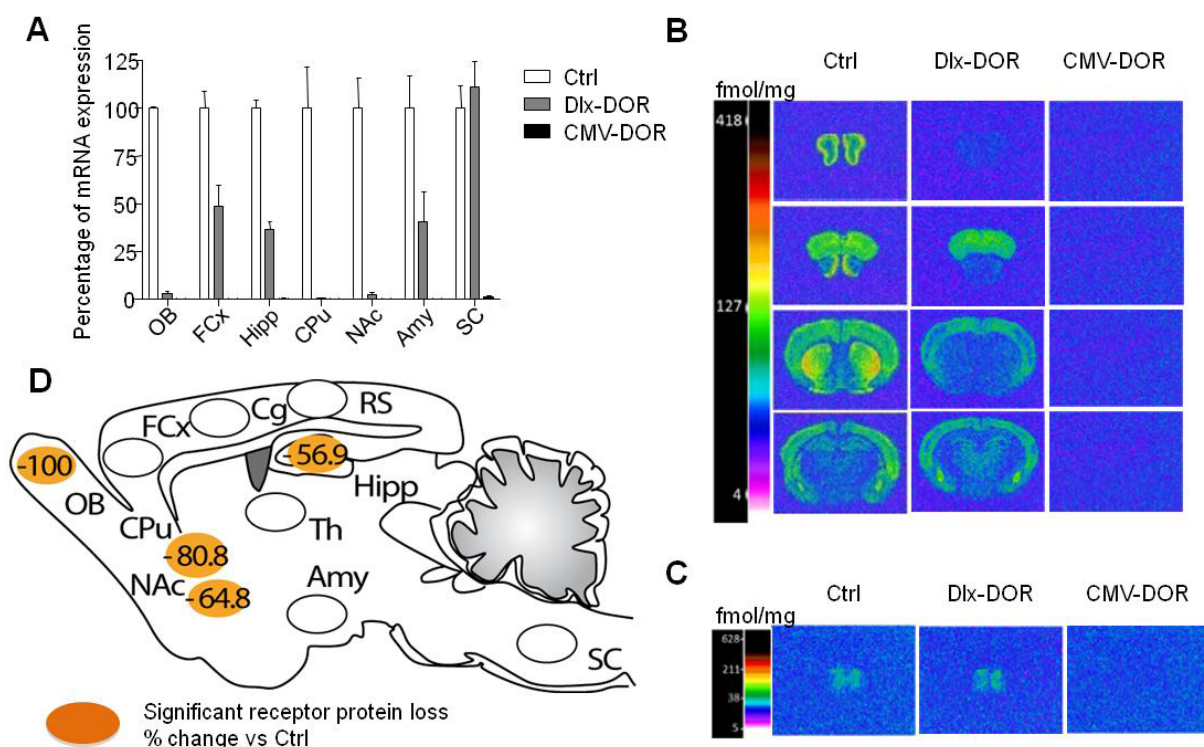 A
Percentage of mRNA expression
125
100
75
50
25
0
OB
FCx
Hipp
CPu
NAc
Amy
SC
Ctrl
Dlx-DOR
CMV-DOR
B
fmol/mg
Ctrl
Dlx-DOR
CMV-DOR
418
127
4
D
FCx
Cg
RS
-100
OB
-56.9
Hipp
CPu
-80.8
Th
NAc
-64.8
Amy
SC
Significant receptor protein loss
% change vs Ctrl
C
fmol/mg
Ctrl
Dlx-DOR
CMV-DOR
628
211
38
5